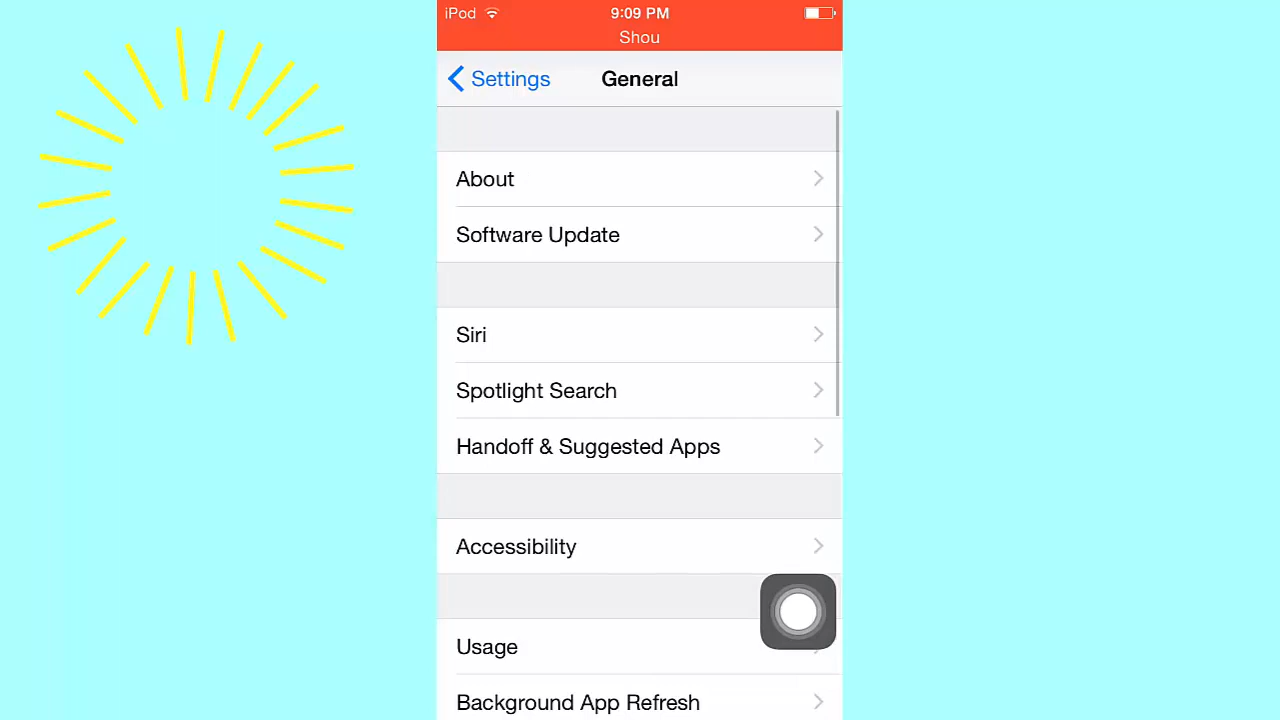 iPod 9:09 PM
Shou
Settings General
About
Software Update
Siri
Spotlight Search
Handoff & Suggested Apps
Accessibility
Usage
Background App Refresh